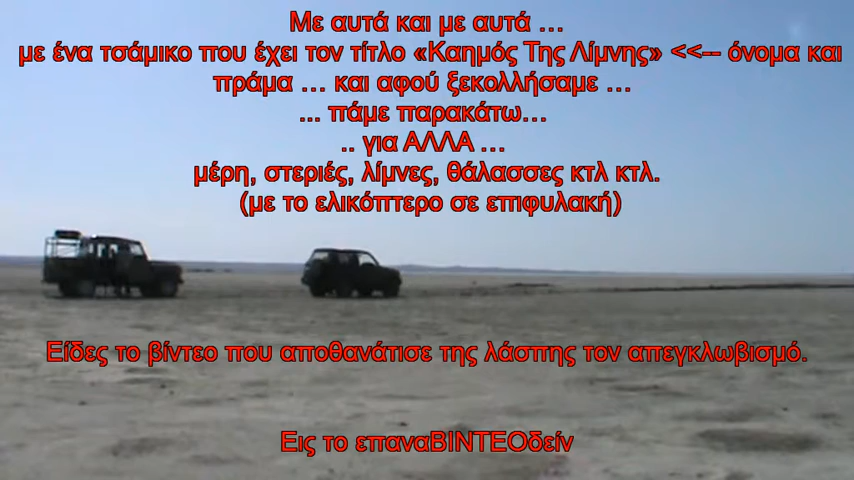 Με αυτά και με αυτά …
με ένα τσάμικο που έχει τον τίτλο «Καημός Της Λίμνης» <<-- όνομα και
πράμα … και αφού ξεκολλήσαμε …
... πάμε παρακάτω…
.. για ΑΛΛΑ …
μέρη, στεριές, λίμνες, θάλασσες κτλ κτλ.
(με το ελικόπτερο σε επιφυλακή)
Είδες το βίντεο που αποθανάτισε της λάσπης τον απεγκλωβισμό.
Εις το επαναΒΙΝΤΕΟδείν